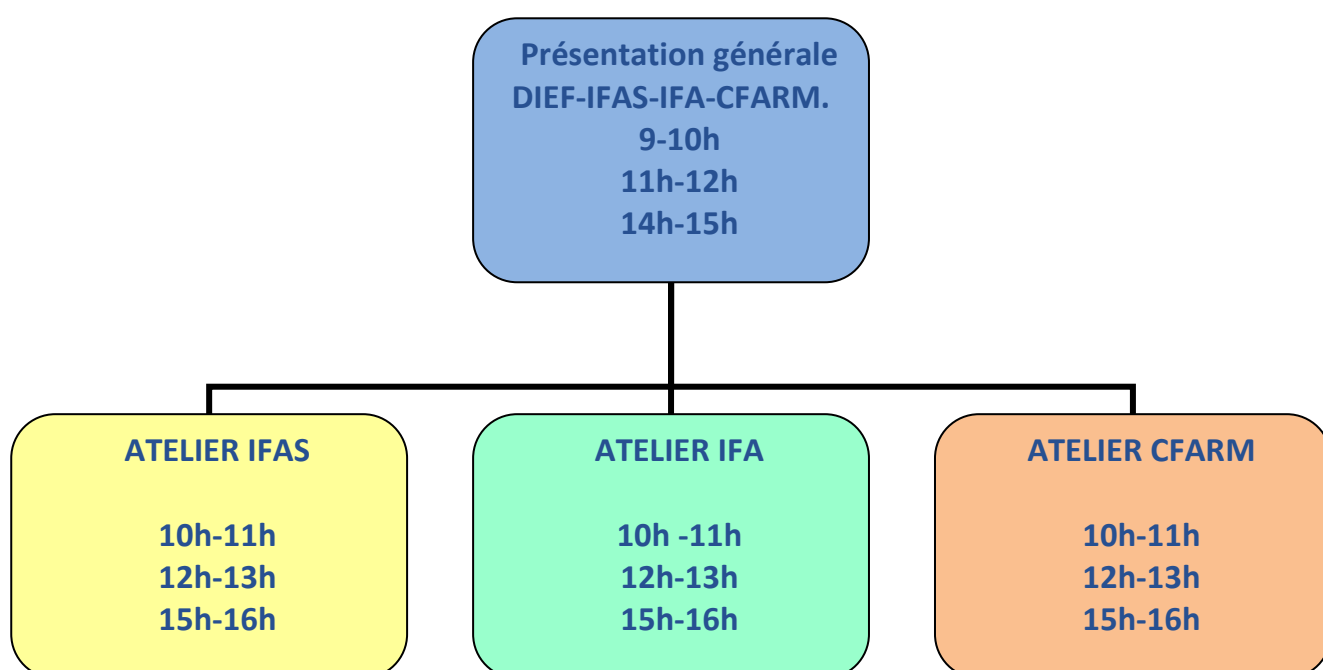 Présentation générale
DIEF-IFAS-IFA-CFARM.
9-10h
11h-12h
14h-15h
ATELIER IFAS
10h-11h
12h-13h
15h-16h
ATELIER IFA
10h -11h
12h-13h
15h-16h
ATELIER CFARM
10h-11h
12h-13h
15h-16h